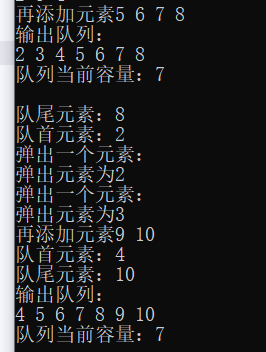 再添加元素5 6 7 8
输出队列：
2 3 4 5 6 7 8
队列当前容量：7
队尾元素：8
队首元素：2
弹出一个元素：
弹出元素为2
弹出一个元素：
弹出元素为3
再添加元素9 10
队首元素：4
队尾元素：10
输出队列：
4 5 6 7 8 9 10
队列当前容量：7